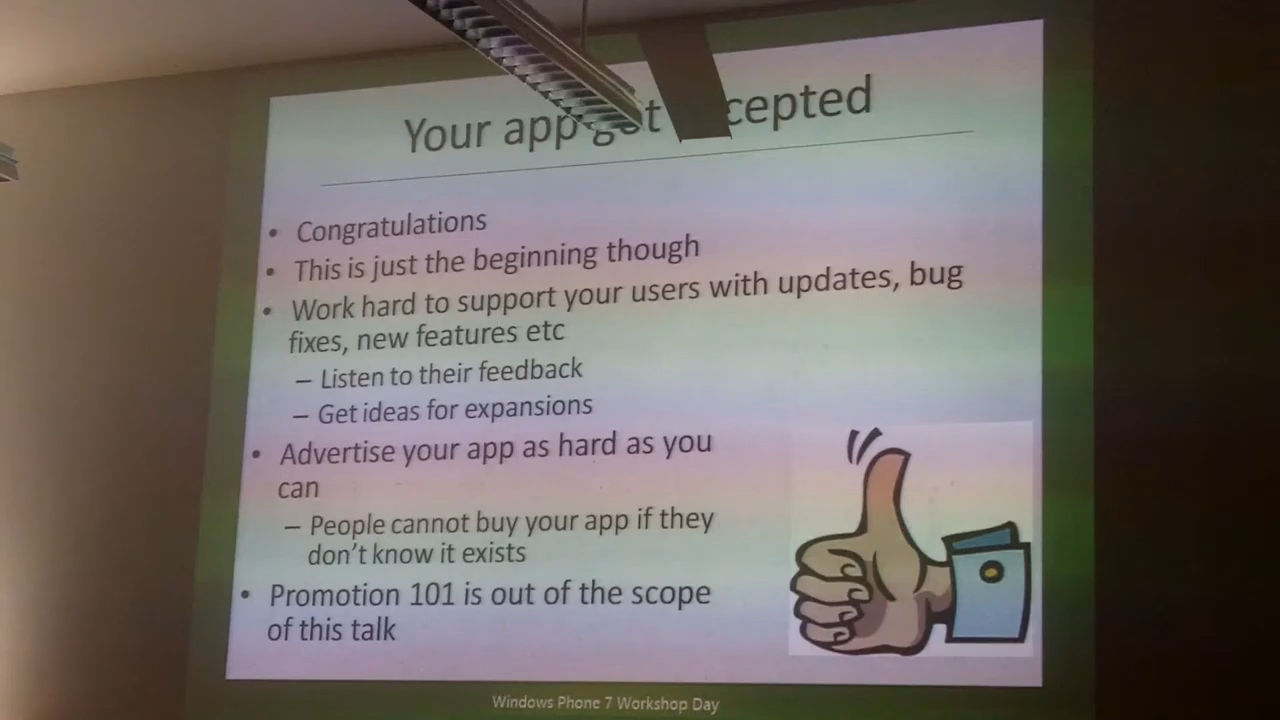 Your app got accepted
• Congratulations
• This is just the beginning though
• Work hard to support your users with updates, bug
fixes, new features etc
– Listen to their feedback
– Get ideas for expansions
• Advertise your app as hard as you
can
– People cannot buy your app if they
don't know it exists
• Promotion 101 is out of the scope
of this talk
Windows Phone 7 Workshop Day